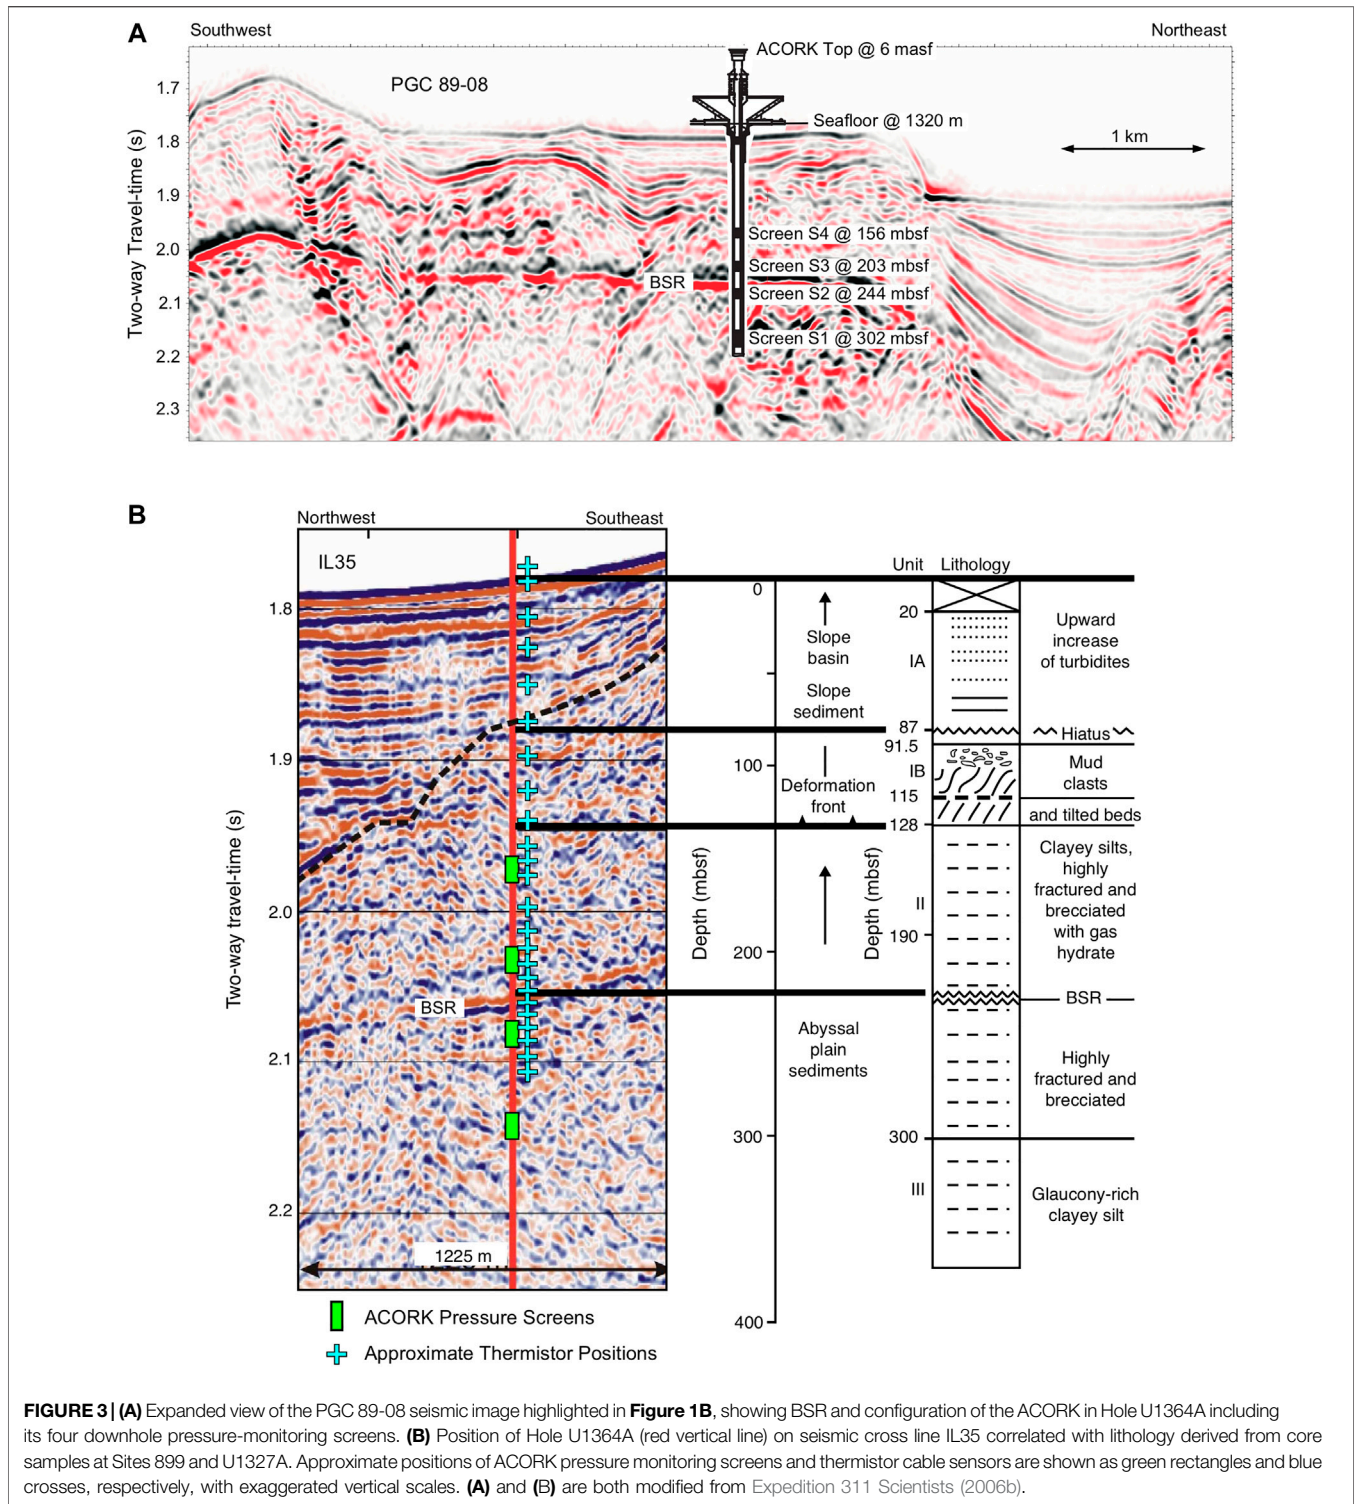 A
Southwest
Northeast
ACORK Top @ 6 masf
PGC 89-08
Seafloor @ 1320 m
1 km
Two-way Travel-time (s)
1.7
1.8
1.9
2.0
2.1
2.2
2.3
Screen S4 @ 156 mbsf
Screen S3 @ 203 mbsf
BSR
Screen S2 @ 244 mbsf
Screen S1 @ 302 mbsf
B
Northwest
Southeast
IL35
Two-way travel-time (s)
1.8
1.9
2.0
2.1
2.2
BSR
1225 m
ACORK Pressure Screens
Approximate Thermistor Positions
Depth (mbsf)
0
100
200
300
400
Slope
basin
Slope
sediment
Deformation
front
Abyssal
plain
sediments
Depth (mbsf)
Unit
Lithology
20
IA
87
91.5
IB
115
128
II
190
300
III
Upward
increase
of turbidites
Hiatus
Mud
clasts
and tilted beds
Clayey silts,
highly
fractured and
brecciated
with gas
hydrate
BSR
Highly
fractured and
brecciated
Glaucony-rich
clayey silt
FIGURE 3 | (A) Expanded view of the PGC 89-08 seismic image highlighted in Figure 1B, showing BSR and configuration of the ACORK in Hole U1364A including
its four downhole pressure-monitoring screens. (B) Position of Hole U1364A (red vertical line) on seismic cross line IL35 correlated with lithology derived from core
samples at Sites 899 and U1327A. Approximate positions of ACORK pressure monitoring screens and thermistor cable sensors are shown as green rectangles and blue
crosses, respectively, with exaggerated vertical scales. (A) and (B) are both modified from Expedition 311 Scientists (2006b).